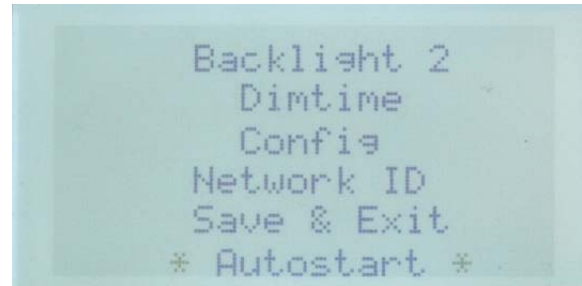 Backlight 2
Dimtime
Config
Network ID
Save & Exit
* Autostart *